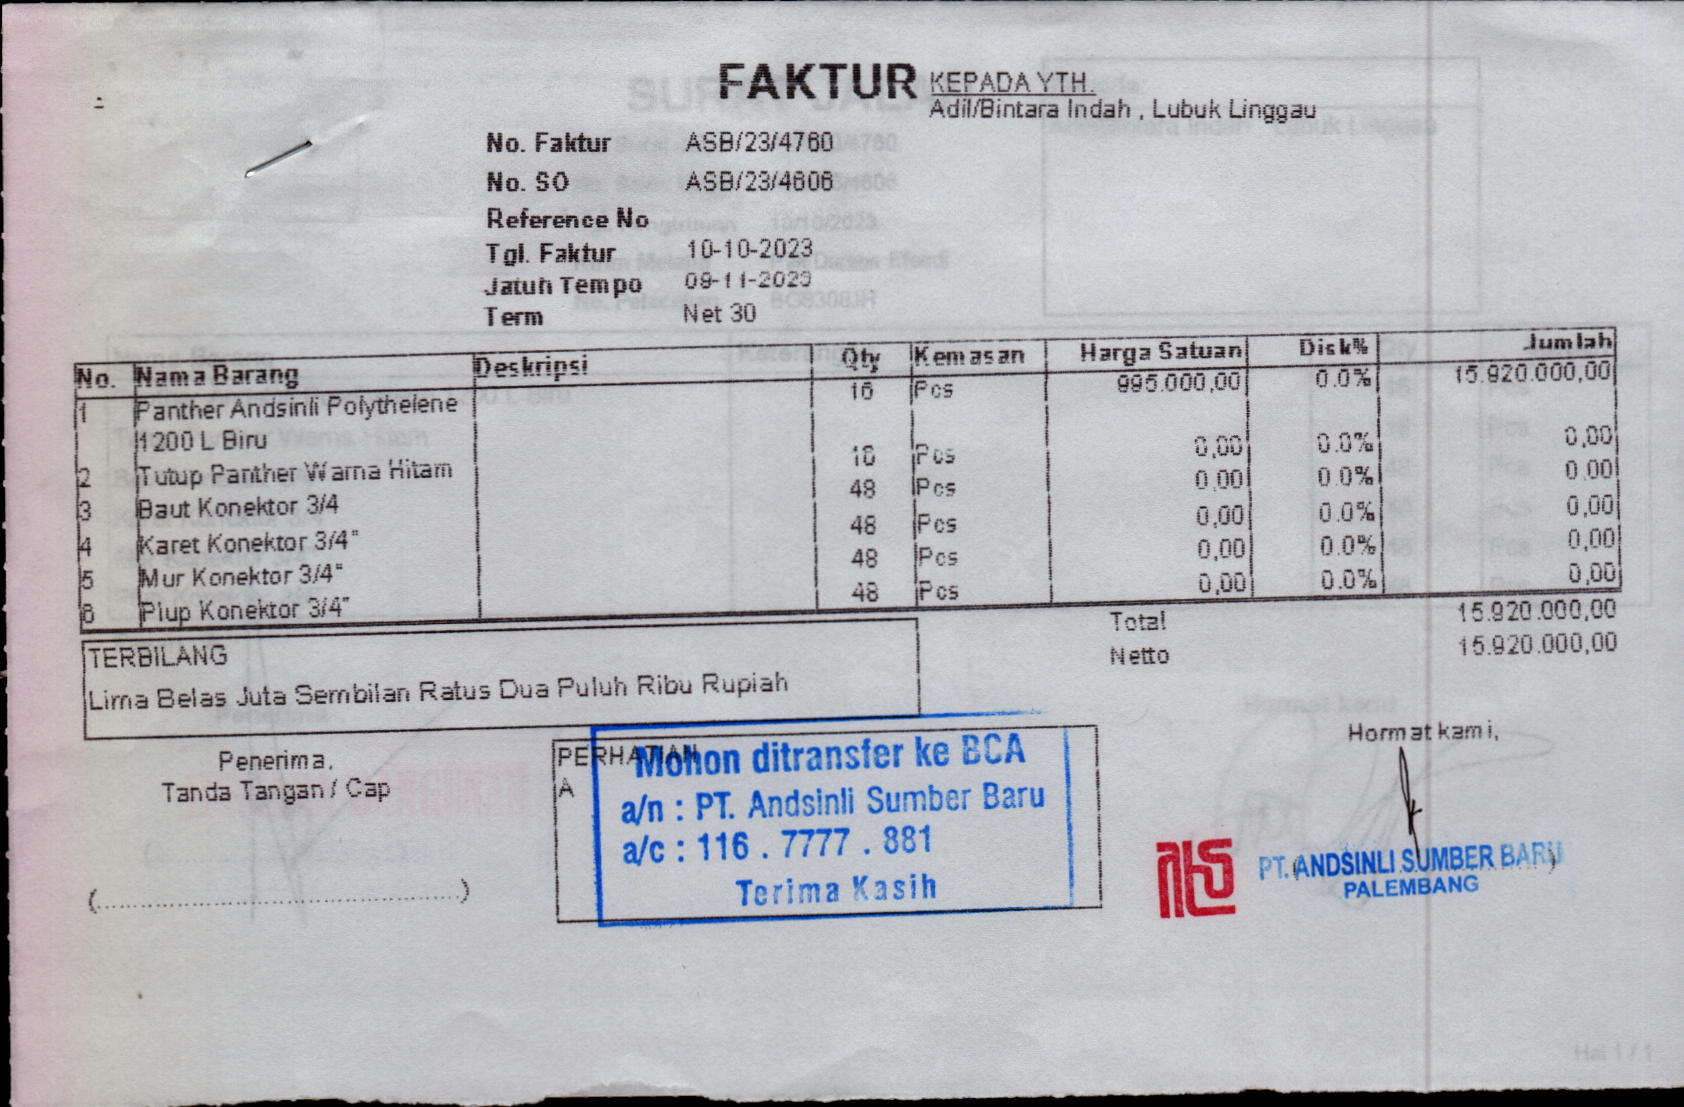 FAKTUR
KEPADA YTH.
Adil/Bintara Indah , Lubuk Linggau
No. Faktur ASB/23/4760
No. SO ASB/23/4606
Reference No
Tgl. Faktur 10-10-2023
Jatuh Tempo 09-11-2023
Term Net 30
No. Nama Barang Deskripsi Qty Kemasan Harga Satuan Disk% Jumlah
1 Panther Andsinli Polythelene 16 Pcs 995.000,00 0.0% 15.920.000,00
1200 L Biru
2 Tutup Panther Warna Hitam 16 Pcs 0,00 0.0% 0,00
3 Baut Konektor 3/4 48 Pcs 0,00 0.0% 0,00
4 Karet Konektor 3/4" 48 Pcs 0,00 0.0% 0,00
5 Mur Konektor 3/4" 48 Pcs 0,00 0.0% 0,00
6 Plup Konektor 3/4" 48 Pcs 0,00 0.0% 0,00
Total 15.920.000,00
Netto 15.920.000,00
TERBILANG
Lima Belas Juta Sembilan Ratus Dua Puluh Ribu Rupiah
Penerima,
Tanda Tangan / Cap
(..............................................)
PERHATIAN
A
Mohon ditransfer ke BCA
a/n : PT. Andsinli Sumber Baru
a/c : 116 . 7777 . 881
Terima Kasih
Hormat kami,
PT. ANDSINLI SUMBER BARU
PALEMBANG
Hal 1 / 1